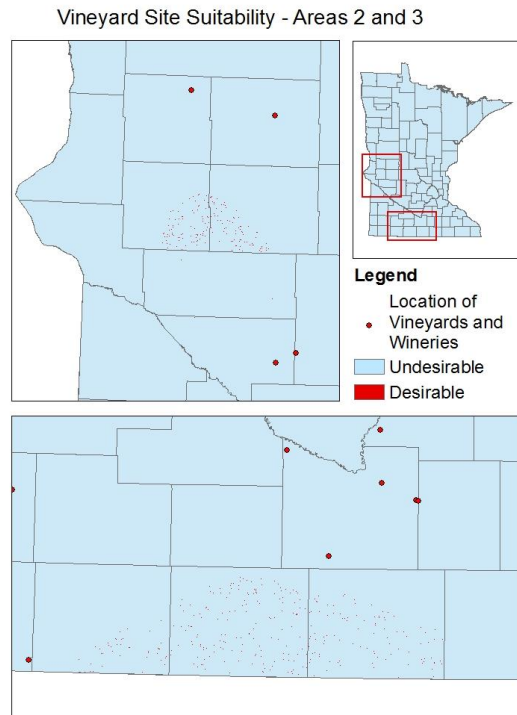 Vineyard Site Suitability - Areas 2 and 3
Legend
Location of
Vineyards and
Wineries
Undesirable
Desirable